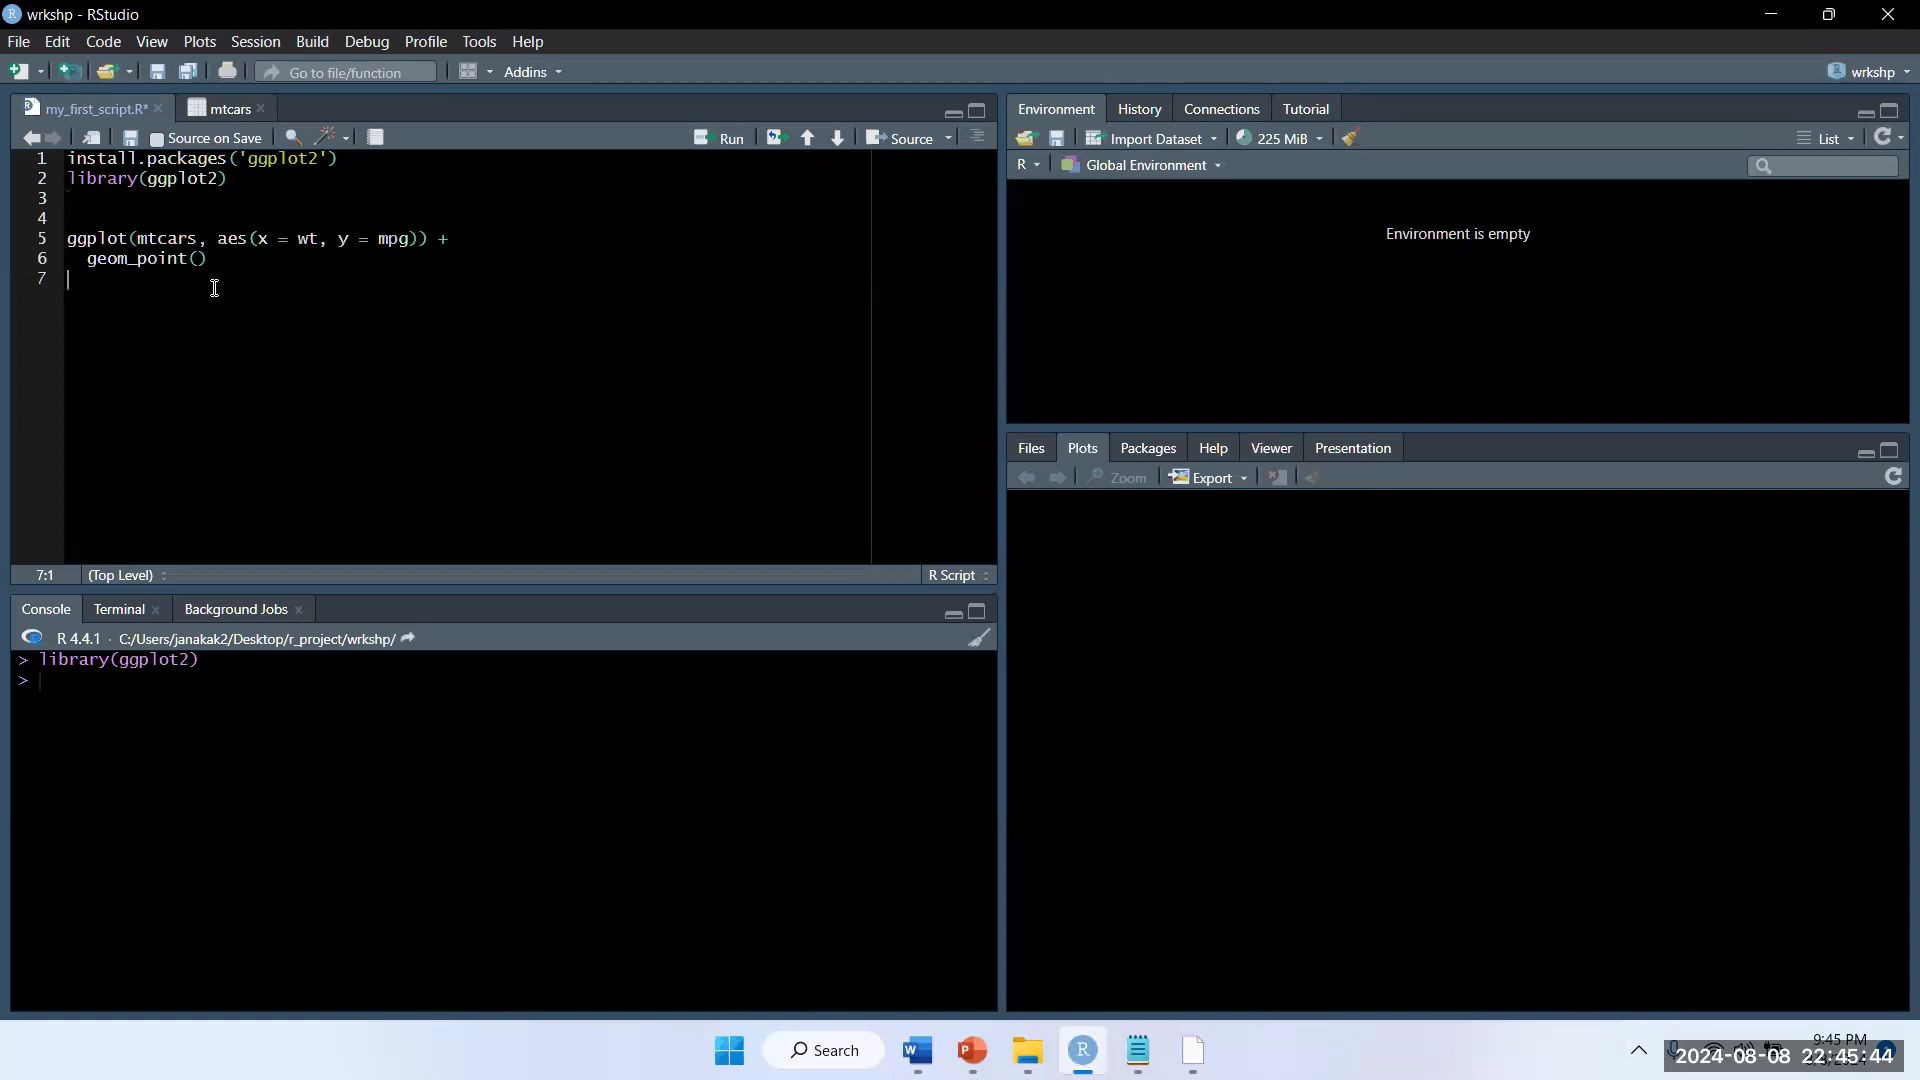 wrkshp - RStudio
File Edit Code View Plots Session Build Debug Profile Tools Help
Go to file/function Addins wrkshp
my_first_script.R* mtcars
Source on Save Run Source
1 install.packages('ggplot2')
2 library(ggplot2)
3
4
5 ggplot(mtcars, aes(x = wt, y = mpg)) +
6 geom_point()
7
7:1 (Top Level) R Script
Console Terminal Background Jobs
R 4.4.1 · C:/Users/janakak2/Desktop/r_project/wrkshp/
> library(ggplot2)
>
Environment History Connections Tutorial
Import Dataset 225 MiB List
R Global Environment
Environment is empty
Files Plots Packages Help Viewer Presentation
Zoom Export
Search
9:45 PM
2024-08-08 22:45:44